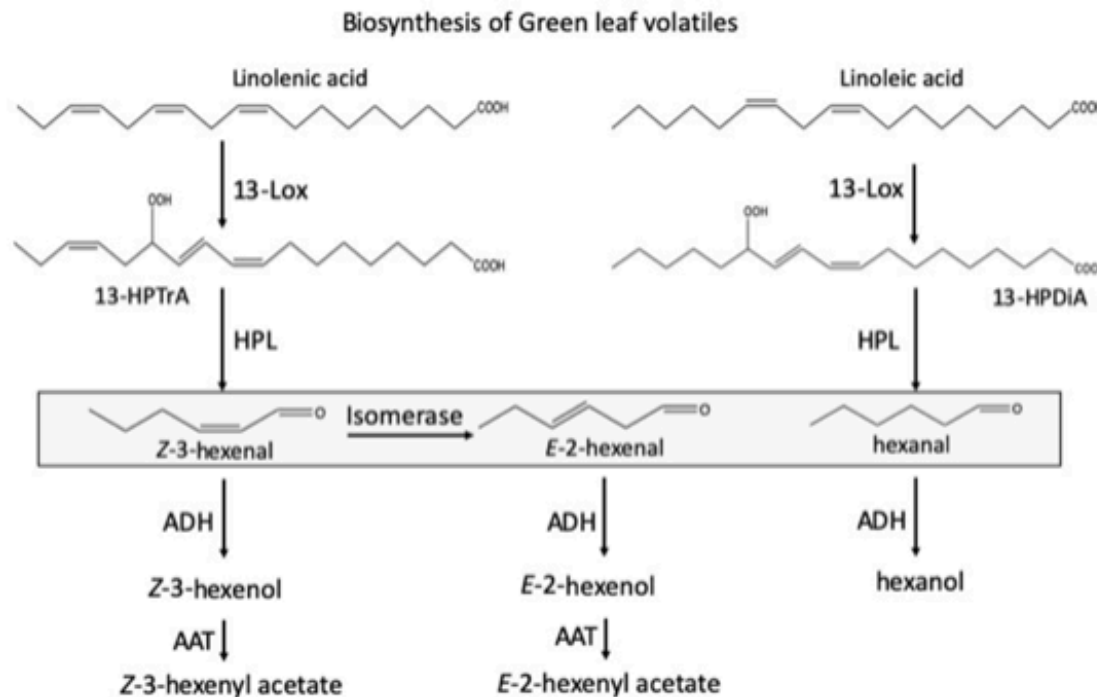 Biosynthesis of Green leaf volatiles
Linolenic acid
Linoleic acid
COOH
COOH
13-Lox
13-Lox
OOH
OOH
COOH
COO
13-HPTrA
13-HPDiA
HPL
HPL
O
Isomerase
O
O
Z-3-hexenal
E-2-hexenal
hexanal
ADH
ADH
ADH
Z-3-hexenol
E-2-hexenol
hexanol
AAT
AAT
Z-3-hexenyl acetate
E-2-hexenyl acetate